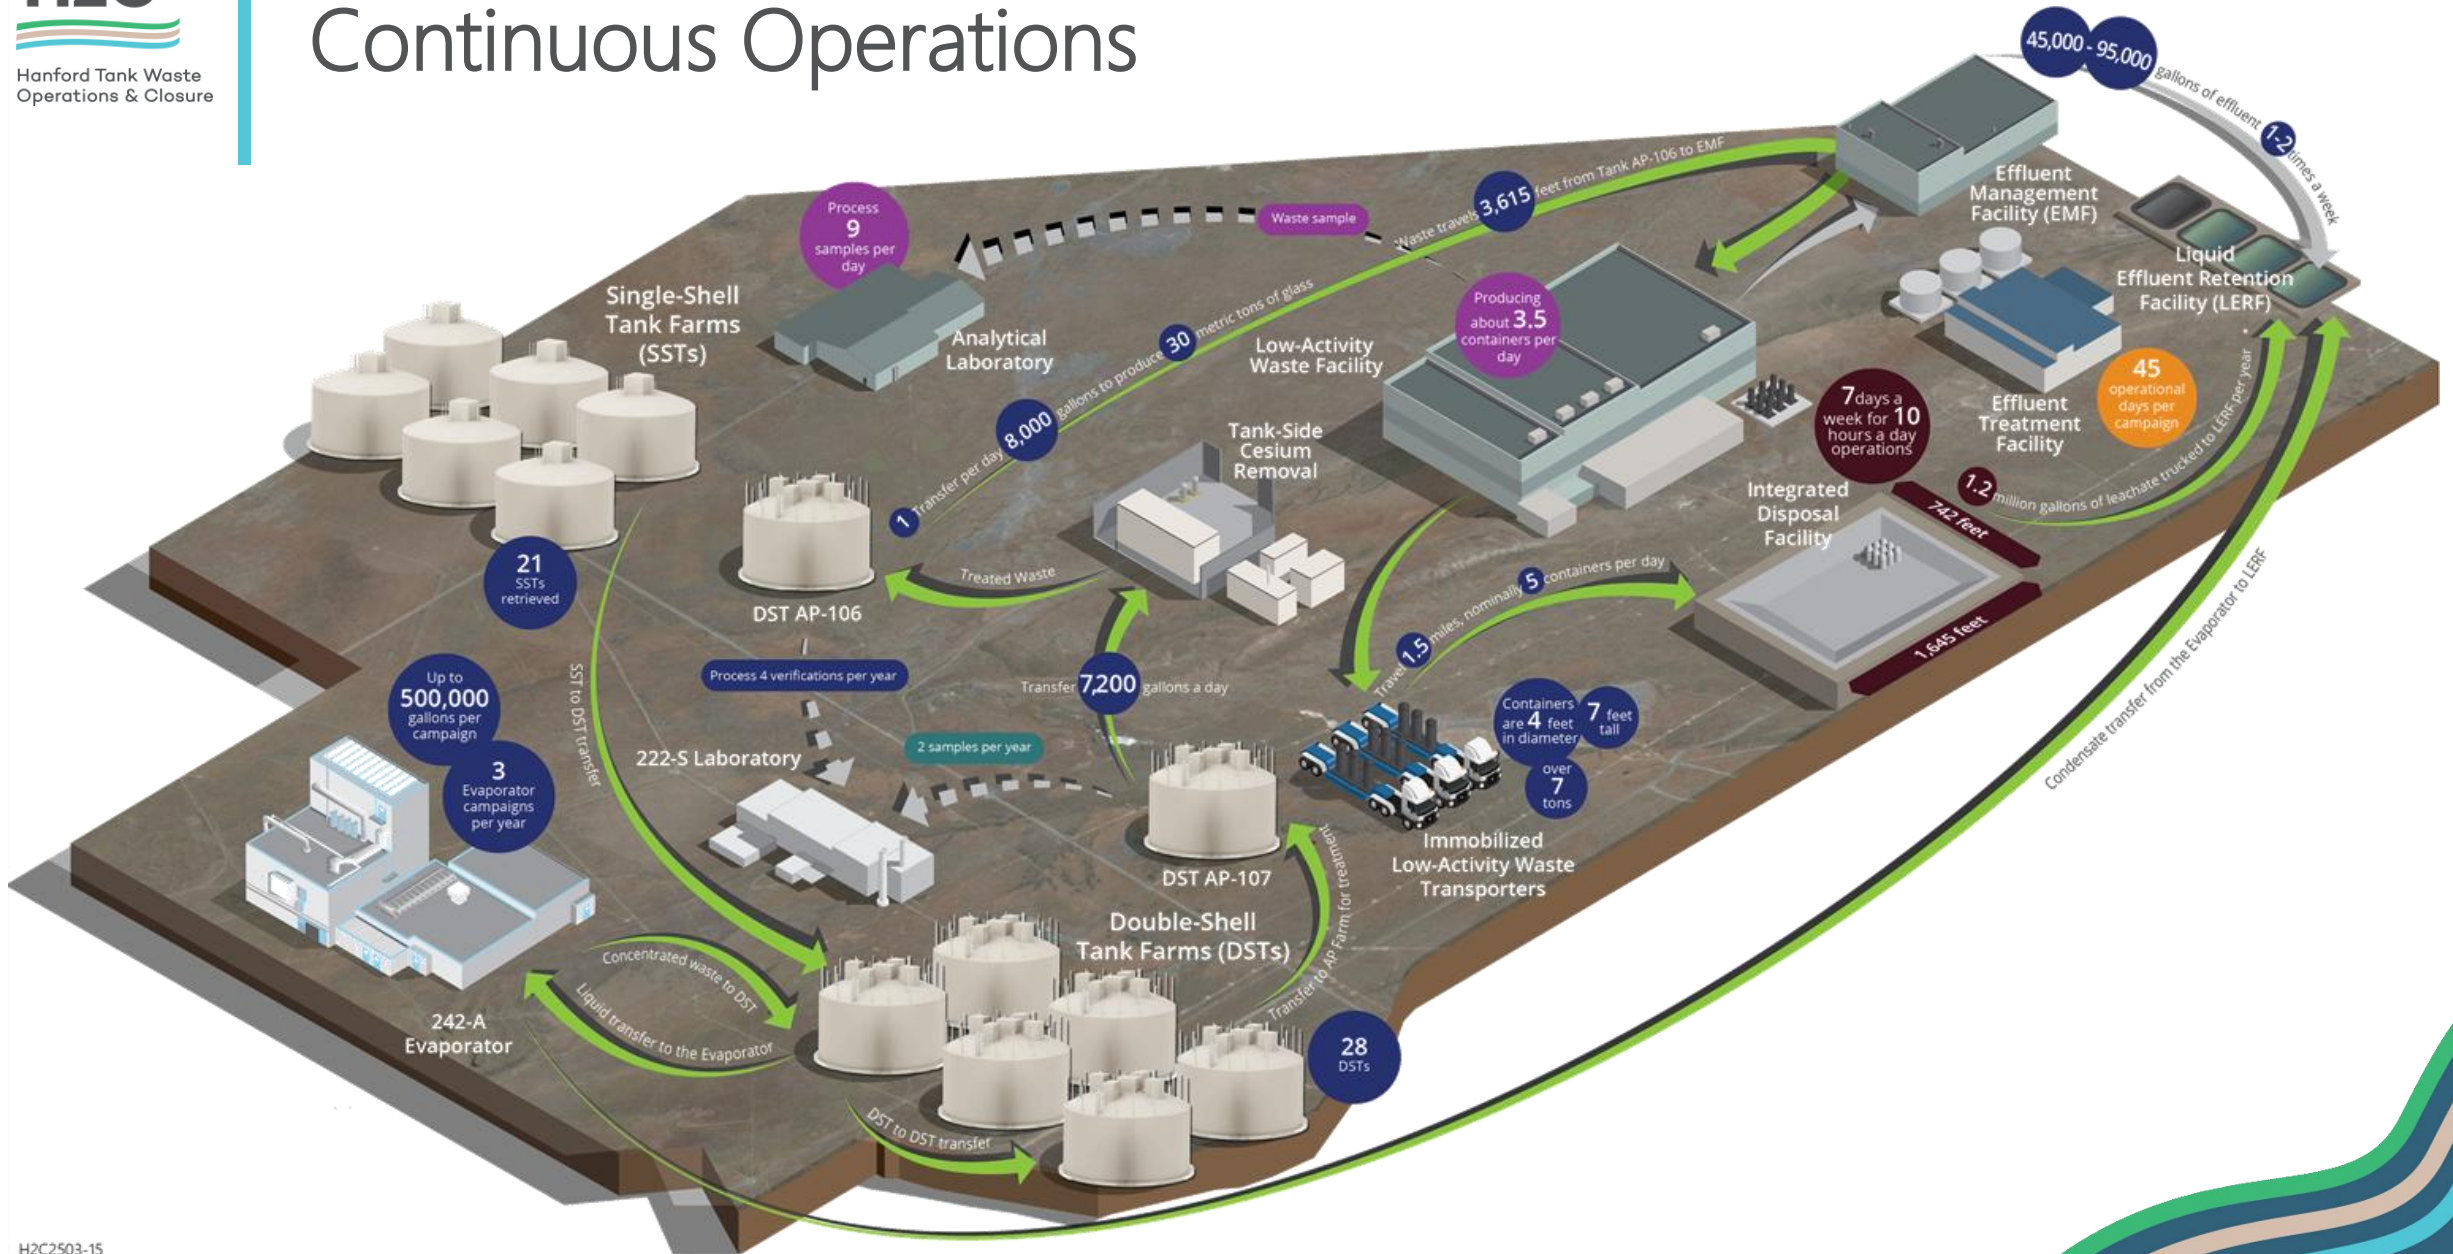 Hanford Tank Waste
Operations & Closure
Continuous Operations
45,000 - 95,000 gallons of effluent 1-2 times a week
Effluent
Management
Facility (EMF)
Waste travels 3,615 feet from Tank AP-106 to EMF
Waste sample
Process
9
samples per
day
Analytical
Laboratory
Single-Shell
Tank Farms
(SSTs)
21
SSTs
retrieved
Producing
about 3.5
containers per
day
Low-Activity
Waste Facility
Liquid
Effluent Retention
Facility (LERF)
Effluent
Treatment
Facility
45
operational
days per
campaign
7 days a
week for 10
hours a day
operations
1.2 million gallons of leachate trucked to LERF per year
Integrated
Disposal
Facility
742 feet
1,645 feet
1 Transfer per day 8,000 gallons to produce 30 metric tons of glass
Tank-Side
Cesium
Removal
Treated Waste
DST AP-106
Process 4 verifications per year
222-S Laboratory
2 samples per year
Transfer 7,200 gallons a day
DST AP-107
Travel 1.5 miles, nominally 5 containers per day
Containers
are 4 feet
in diameter
7 feet
tall
over
7
tons
Immobilized
Low-Activity Waste
Transporters
Up to
500,000
gallons per
campaign
3
Evaporator
campaigns
per year
242-A
Evaporator
SST to DST transfer
Concentrated waste to DST
Liquid transfer to the Evaporator
Double-Shell
Tank Farms (DSTs)
28
DSTs
DST to DST transfer
Transfer to AP Farm for treatment
Condensate transfer from the Evaporator to LERF
H2C2503-15